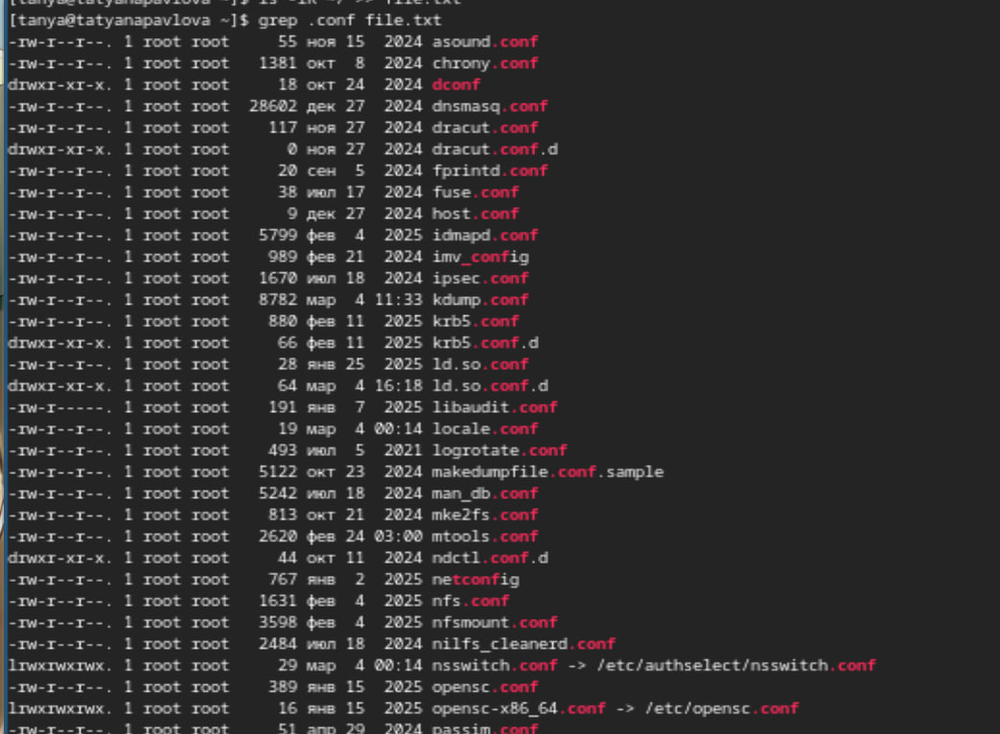 [tanya@tatyanapavlova ~]$ ls -lR ~/ >> file.txt
[tanya@tatyanapavlova ~]$ grep .conf file.txt
-rw-r--r--. 1 root root 55 ноя 15 2024 asound.conf
-rw-r--r--. 1 root root 1381 окт 8 2024 chrony.conf
drwxr-xr-x. 1 root root 18 окт 24 2024 dconf
-rw-r--r--. 1 root root 28602 дек 27 2024 dnsmasq.conf
-rw-r--r--. 1 root root 117 ноя 27 2024 dracut.conf
drwxr-xr-x. 1 root root 0 ноя 27 2024 dracut.conf.d
-rw-r--r--. 1 root root 20 сен 5 2024 fprintd.conf
-rw-r--r--. 1 root root 38 июл 17 2024 fuse.conf
-rw-r--r--. 1 root root 9 дек 27 2024 host.conf
-rw-r--r--. 1 root root 5799 фев 4 2025 idmapd.conf
-rw-r--r--. 1 root root 989 фев 21 2024 imv_config
-rw-r--r--. 1 root root 1670 июл 18 2024 ipsec.conf
-rw-r--r--. 1 root root 8782 мар 4 11:33 kdump.conf
-rw-r--r--. 1 root root 880 фев 11 2025 krb5.conf
drwxr-xr-x. 1 root root 66 фев 11 2025 krb5.conf.d
-rw-r--r--. 1 root root 28 янв 25 2025 ld.so.conf
drwxr-xr-x. 1 root root 64 мар 4 16:18 ld.so.conf.d
-rw-r-----. 1 root root 191 янв 7 2025 libaudit.conf
-rw-r--r--. 1 root root 19 мар 4 00:14 locale.conf
-rw-r--r--. 1 root root 493 июл 5 2021 logrotate.conf
-rw-r--r--. 1 root root 5122 окт 23 2024 makedumpfile.conf.sample
-rw-r--r--. 1 root root 5242 июл 18 2024 man_db.conf
-rw-r--r--. 1 root root 813 окт 21 2024 mke2fs.conf
-rw-r--r--. 1 root root 2620 фев 24 03:00 mtools.conf
drwxr-xr-x. 1 root root 44 окт 11 2024 ndctl.conf.d
-rw-r--r--. 1 root root 767 янв 2 2025 netconfig
-rw-r--r--. 1 root root 1631 фев 4 2025 nfs.conf
-rw-r--r--. 1 root root 3598 фев 4 2025 nfsmount.conf
-rw-r--r--. 1 root root 2484 июл 18 2024 nilfs_cleanerd.conf
lrwxrwxrwx. 1 root root 29 мар 4 00:14 nsswitch.conf -> /etc/authselect/nsswitch.conf
-rw-r--r--. 1 root root 389 янв 15 2025 opensc.conf
lrwxrwxrwx. 1 root root 16 янв 15 2025 opensc-x86_64.conf -> /etc/opensc.conf
-rw-r--r--. 1 root root 51 апр 29 2024 passim.conf